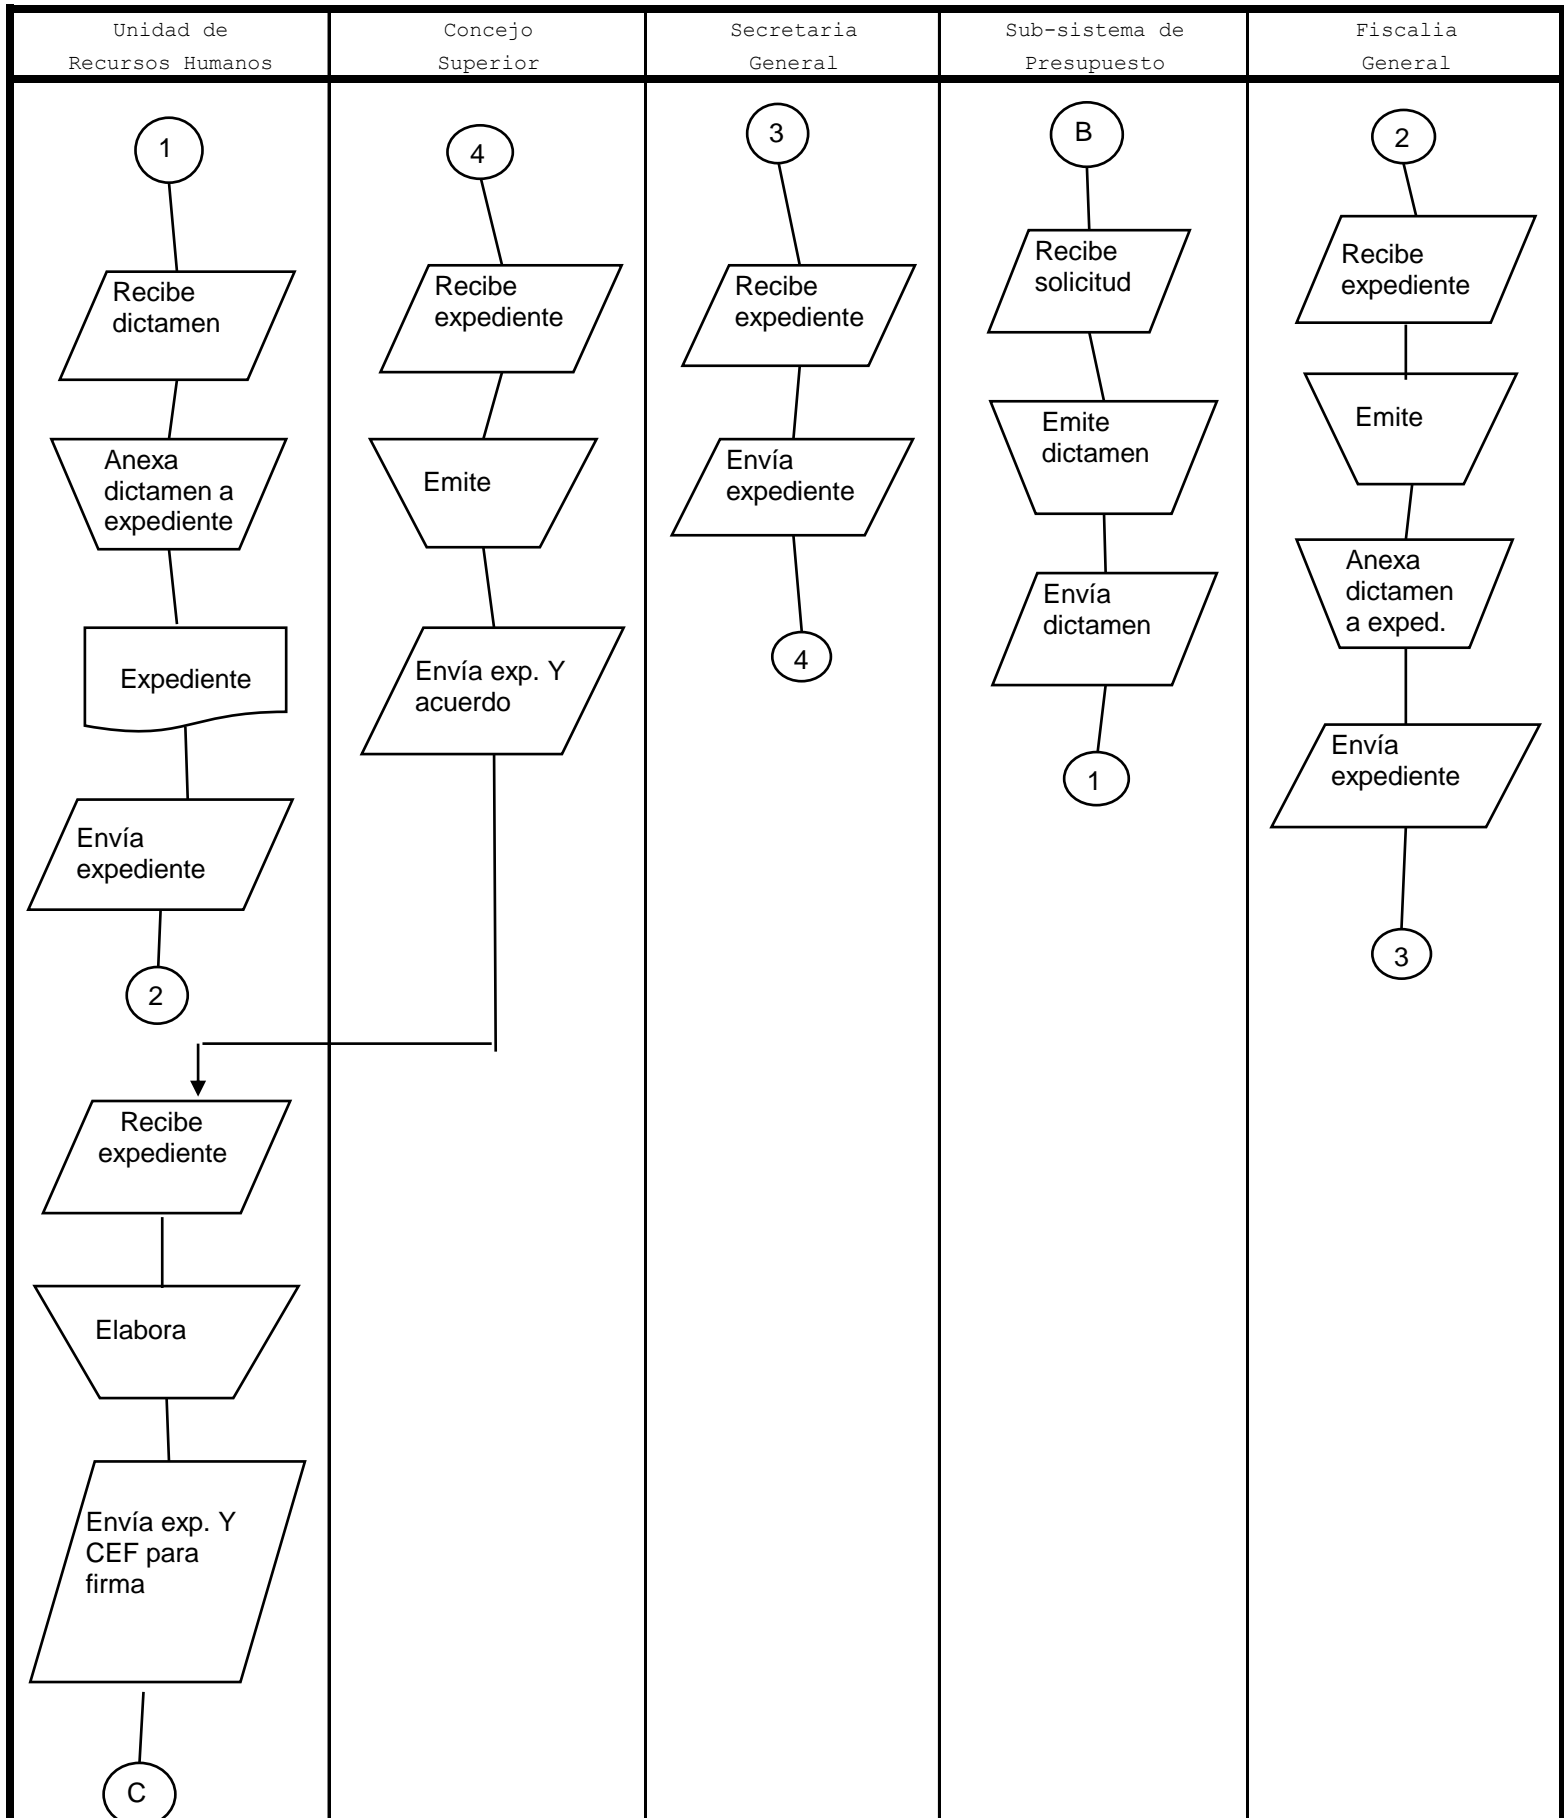 Unidad de
Recursos Humanos
Concejo
Superior
Secretaria
General
Sub-sistema de
Presupuesto
Fiscalia
General
1
Recibe
dictamen
Anexa
dictamen a
expediente
Expediente
Envía
expediente
2
Recibe
expediente
Elabora
Envía exp. Y
CEF para
firma
C
4
Recibe
expediente
Emite
Envía exp. Y
acuerdo
3
Recibe
expediente
Envía
expediente
4
B
Recibe
solicitud
Emite
dictamen
Envía
dictamen
1
2
Recibe
expediente
Emite
Anexa
dictamen
a exped.
Envía
expediente
3